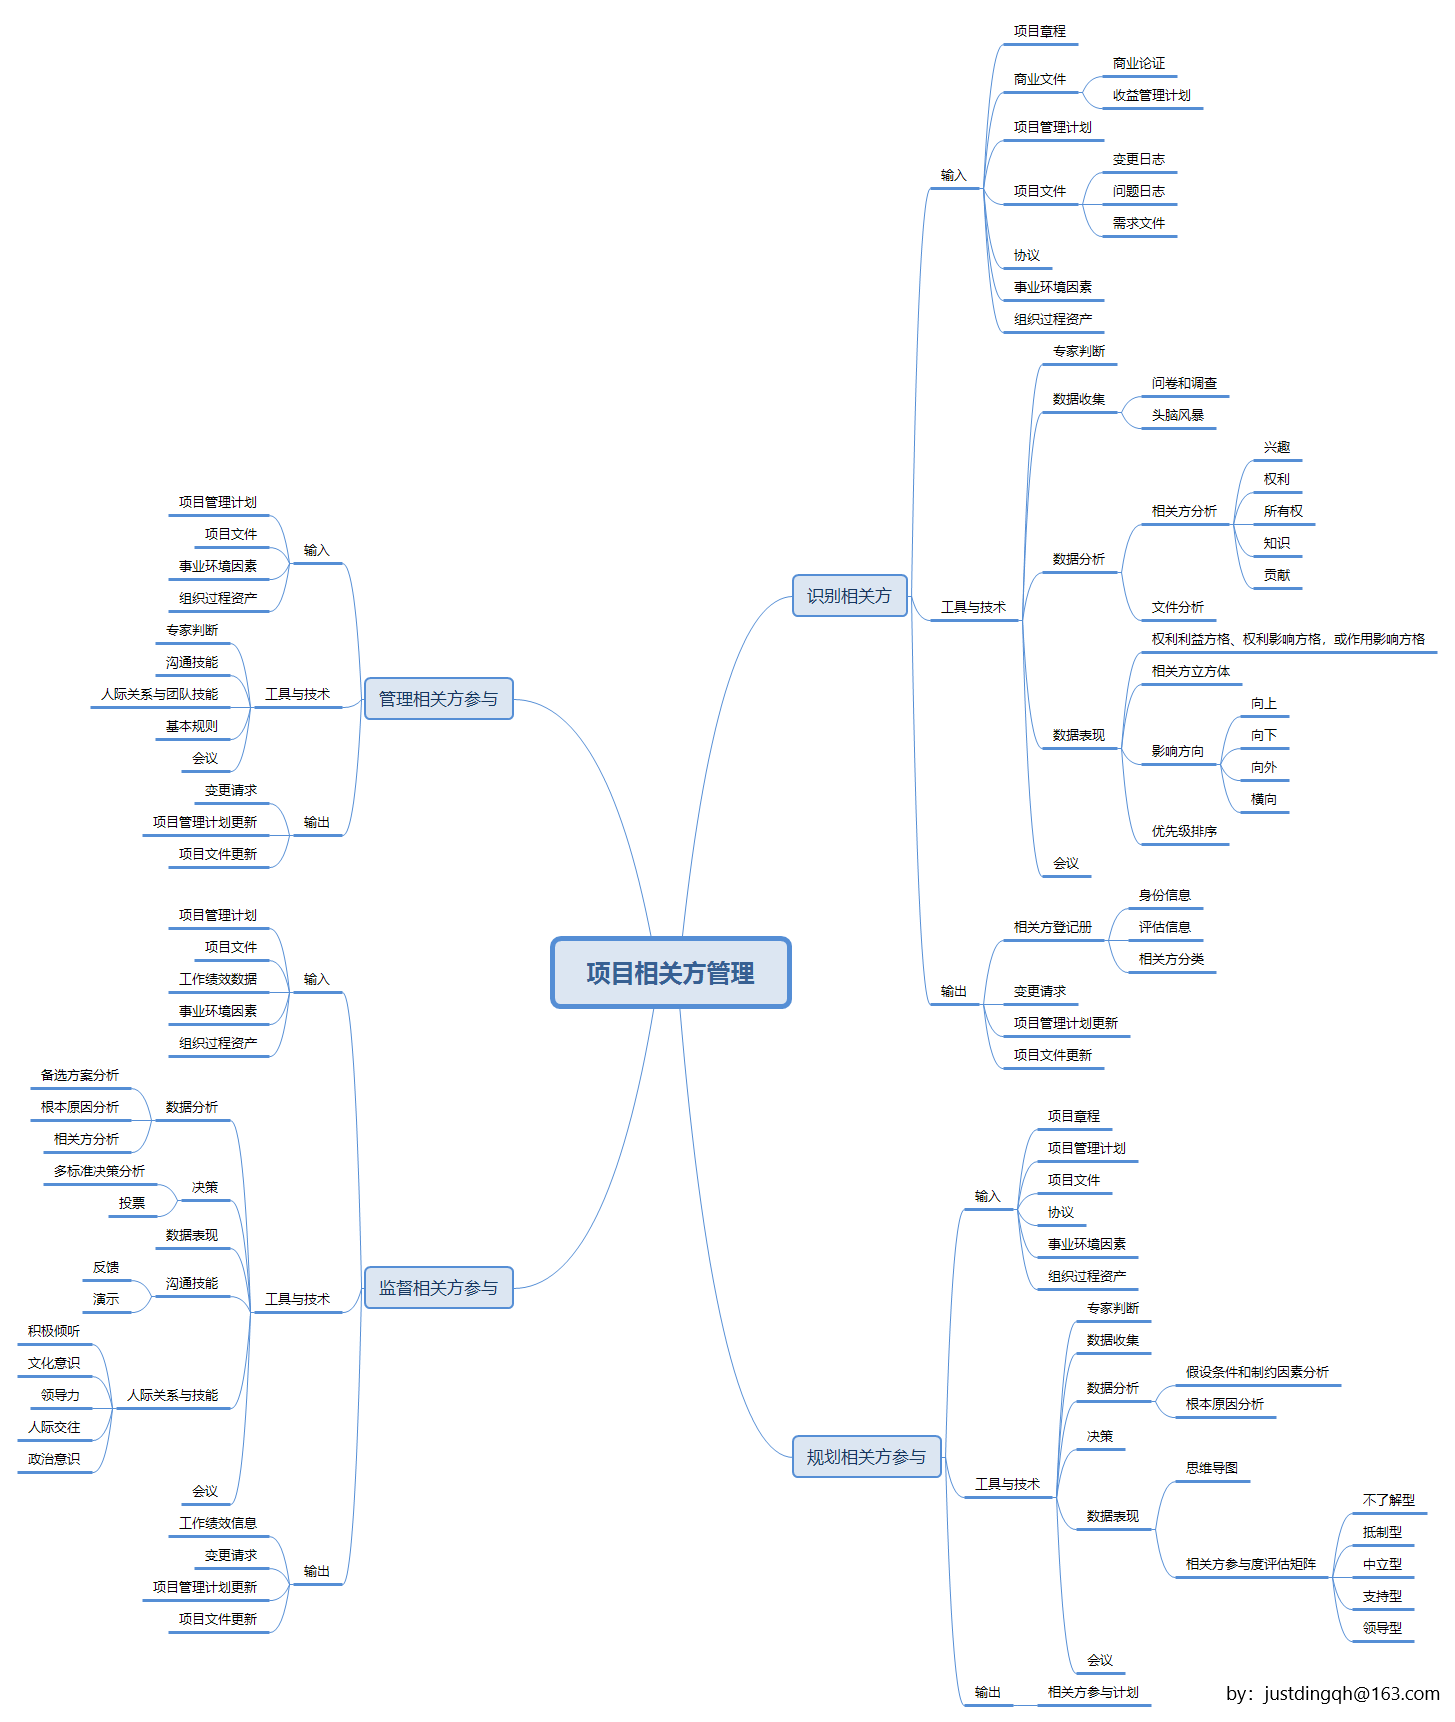 项目相关方管理
识别相关方
输入
项目章程
商业文件
商业论证
收益管理计划
项目管理计划
项目文件
变更日志
问题日志
需求文件
协议
事业环境因素
组织过程资产
工具与技术
专家判断
数据收集
问卷和调查
头脑风暴
数据分析
相关方分析
兴趣
权利
所有权
知识
贡献
文件分析
数据表现
权利利益方格、权利影响方格，或作用影响方格
相关方立方体
影响方向
向上
向下
向外
横向
优先级排序
会议
输出
相关方登记册
身份信息
评估信息
相关方分类
变更请求
项目管理计划更新
项目文件更新
规划相关方参与
输入
项目章程
项目管理计划
项目文件
协议
事业环境因素
组织过程资产
工具与技术
专家判断
数据收集
数据分析
假设条件和制约因素分析
根本原因分析
决策
数据表现
思维导图
相关方参与度评估矩阵
不了解型
抵制型
中立型
支持型
领导型
会议
输出
相关方参与计划
管理相关方参与
输入
项目管理计划
项目文件
事业环境因素
组织过程资产
工具与技术
专家判断
沟通技能
人际关系与团队技能
基本规则
会议
输出
变更请求
项目管理计划更新
项目文件更新
监督相关方参与
输入
项目管理计划
项目文件
工作绩效数据
事业环境因素
组织过程资产
工具与技术
数据分析
备选方案分析
根本原因分析
相关方分析
决策
多标准决策分析
投票
数据表现
沟通技能
反馈
演示
人际关系与技能
积极倾听
文化意识
领导力
人际交往
政治意识
会议
输出
工作绩效信息
变更请求
项目管理计划更新
项目文件更新
by：justdingqh@163.com